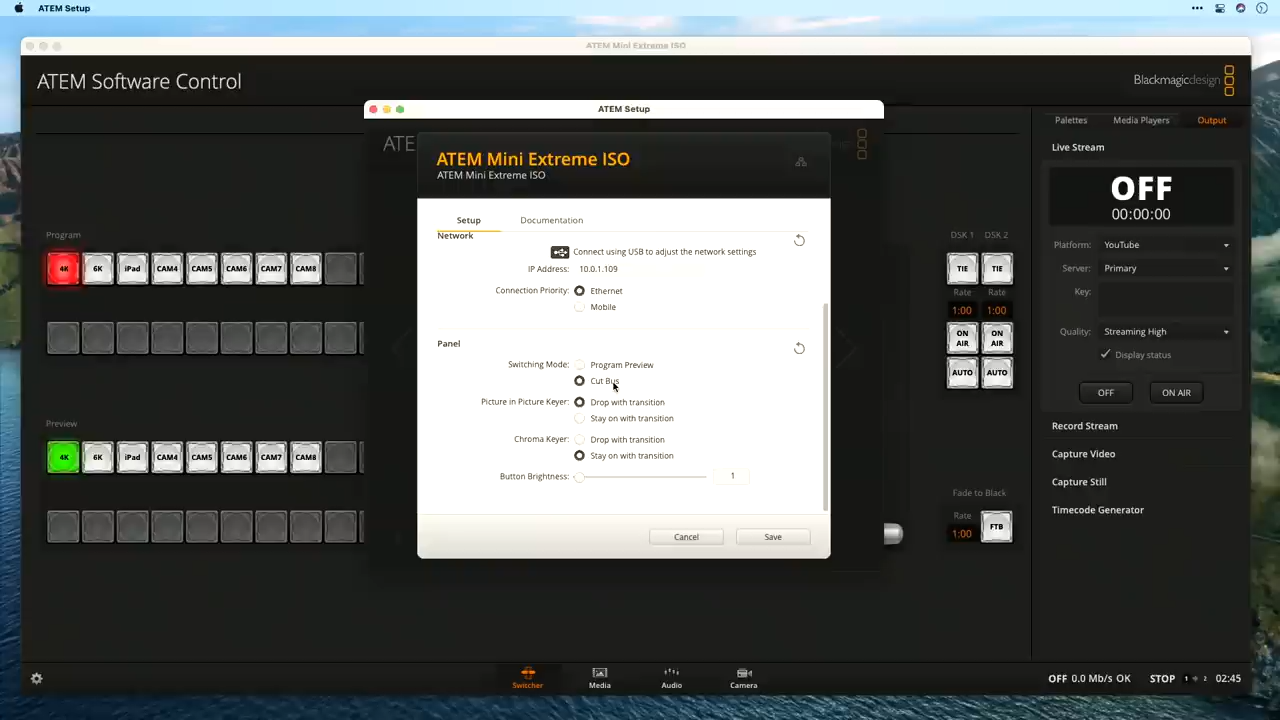 ATEM Setup
ATEM Mini Extreme ISO
ATEM Software Control
Blackmagicdesign
Palettes
Media Players
Output
Live Stream
OFF
00:00:00
Platform:
YouTube
Server:
Primary
Key:
Quality:
Streaming High
Display status
OFF
ON AIR
Record Stream
Capture Video
Capture Still
Timecode Generator
Program
4K
6K
iPad
CAM4
CAM5
CAM6
CAM7
CAM8
Preview
4K
6K
iPad
CAM4
CAM5
CAM6
CAM7
CAM8
ATEM Setup
ATE
ATEM Mini Extreme ISO
ATEM Mini Extreme ISO
Setup
Documentation
Network
Connect using USB to adjust the network settings
IP Address:
10.0.1.109
Connection Priority:
Ethernet
Mobile
Panel
Switching Mode:
Program Preview
Cut Bus
Picture in Picture Keyer:
Drop with transition
Stay on with transition
Chroma Keyer:
Drop with transition
Stay on with transition
Button Brightness:
1
Cancel
Save
DSK 1
DSK 2
TIE
TIE
Rate
Rate
1:00
1:00
ON AIR
ON AIR
AUTO
AUTO
Fade to Black
Rate
1:00
FTB
Switcher
Media
Audio
Camera
OFF 0.0 Mb/s OK
STOP
1
2
02:45